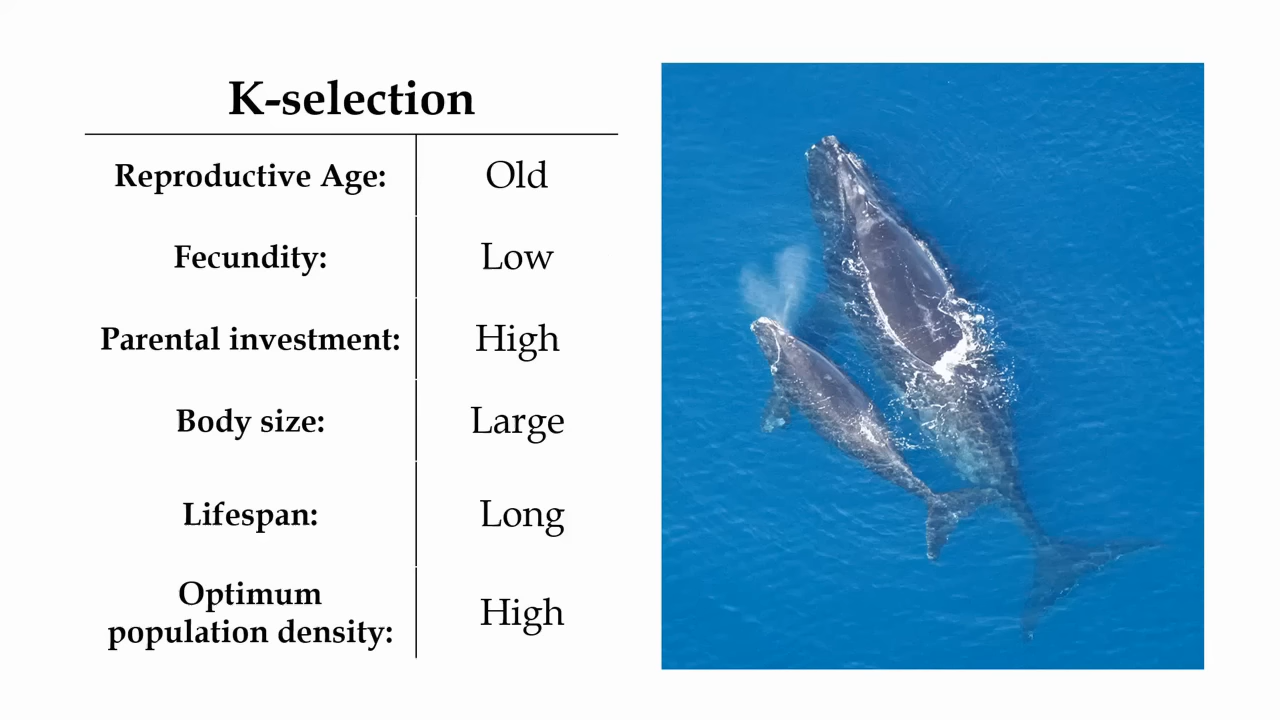 K-selection
Reproductive Age: Old
Fecundity: Low
Parental investment: High
Body size: Large
Lifespan: Long
Optimum
population density: High